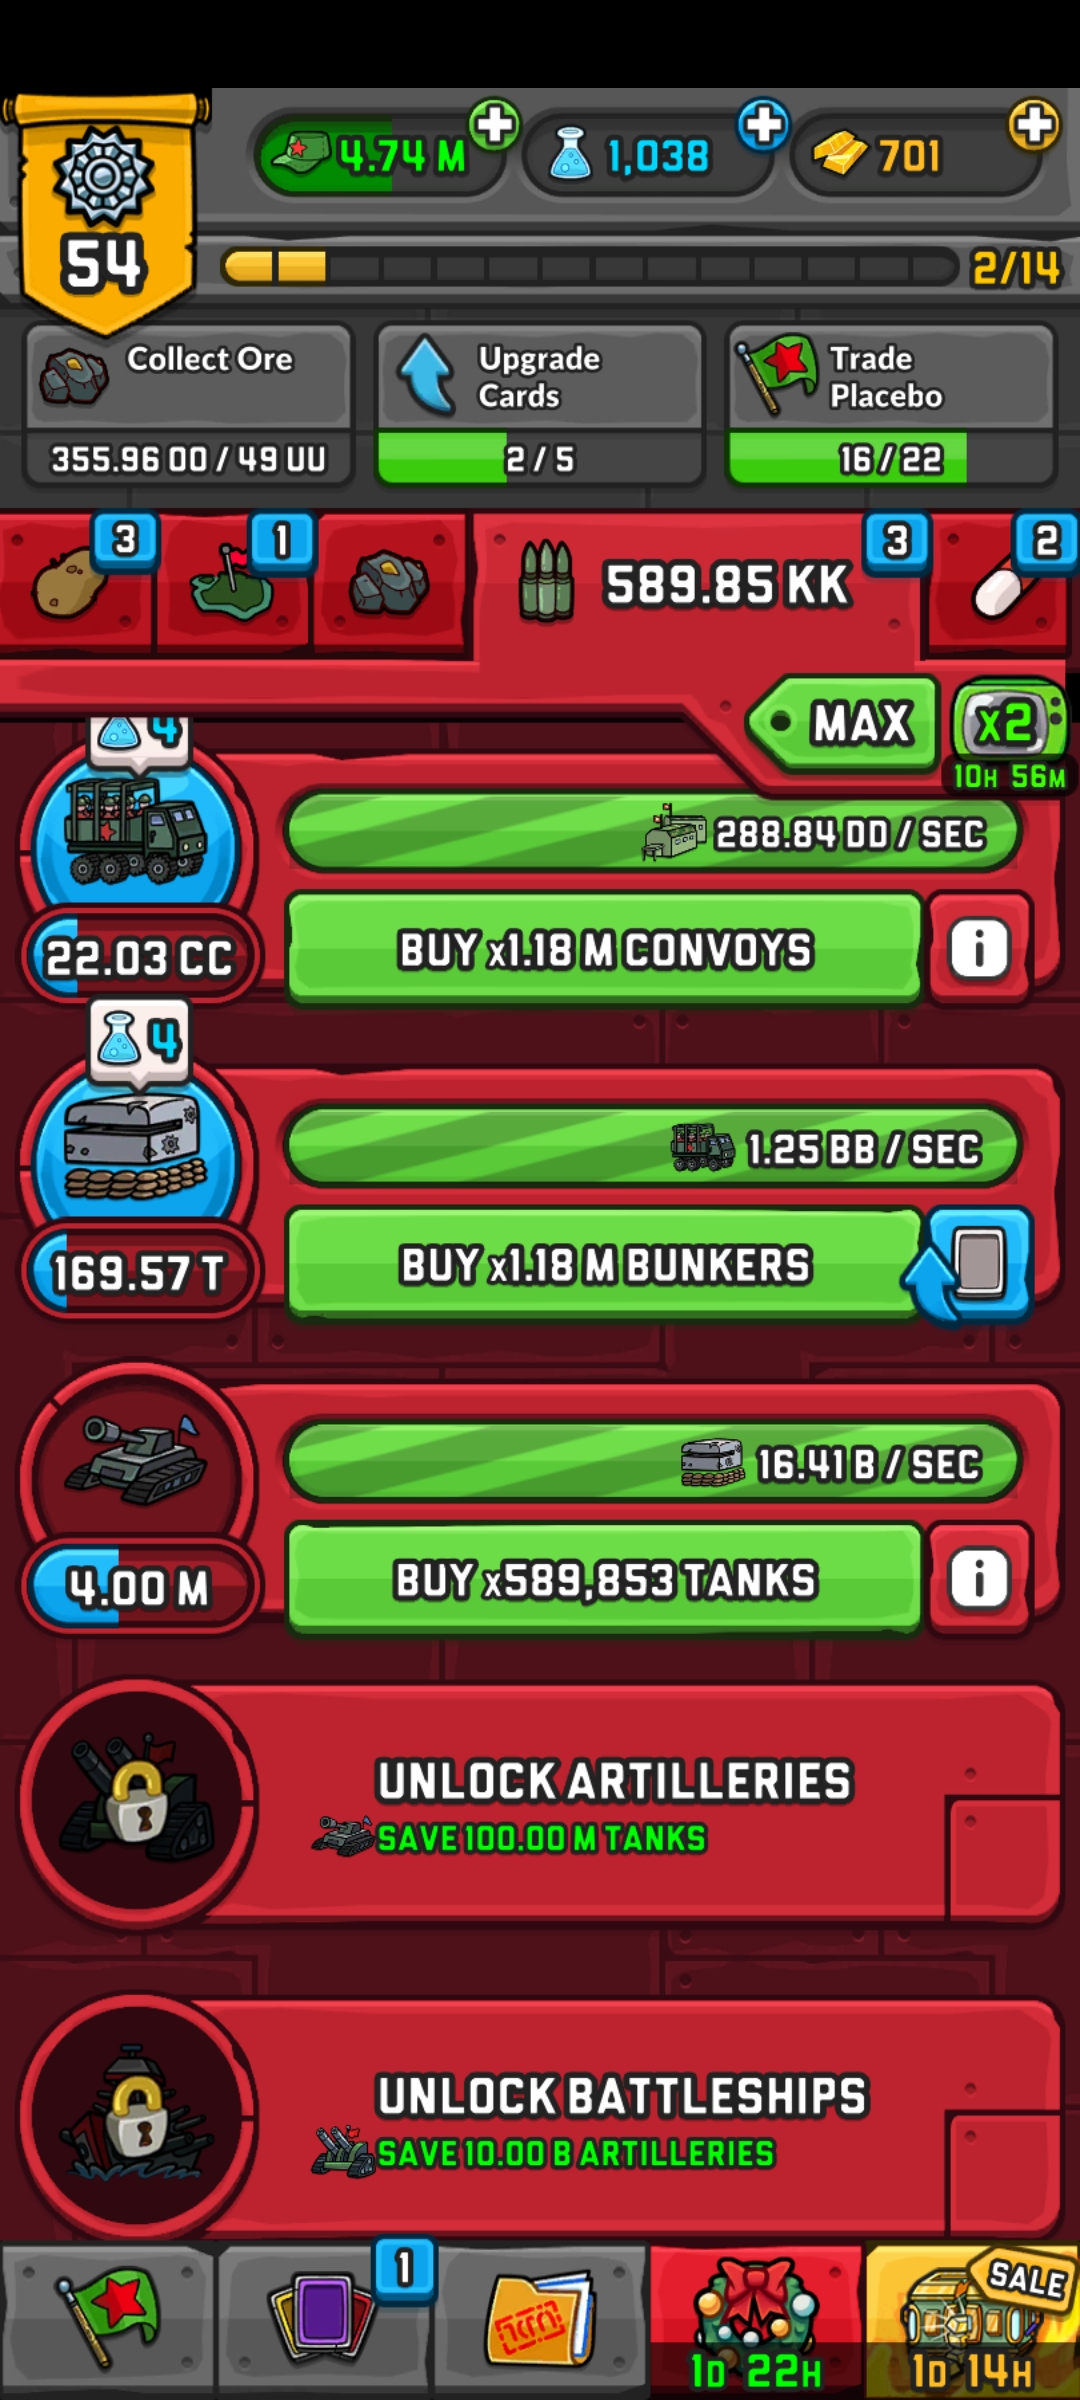 4.74 M
1,038
701
54
2/14
Collect Ore
355.96 OO / 49 UU
Upgrade
Cards
2 / 5
Trade
Placebo
16 / 22
3
1
589.85 KK
3
2
MAX
x2
10H 56M
4
288.84 DD / SEC
22.03 CC
BUY x1.18 M CONVOYS
i
4
1.25 BB / SEC
169.57 T
BUY x1.18 M BUNKERS
16.41 B / SEC
4.00 M
BUY x589,853 TANKS
i
UNLOCK ARTILLERIES
SAVE 100.00 M TANKS
UNLOCK BATTLESHIPS
SAVE 10.00 B ARTILLERIES
1
SALE
1D 22H
1D 14H